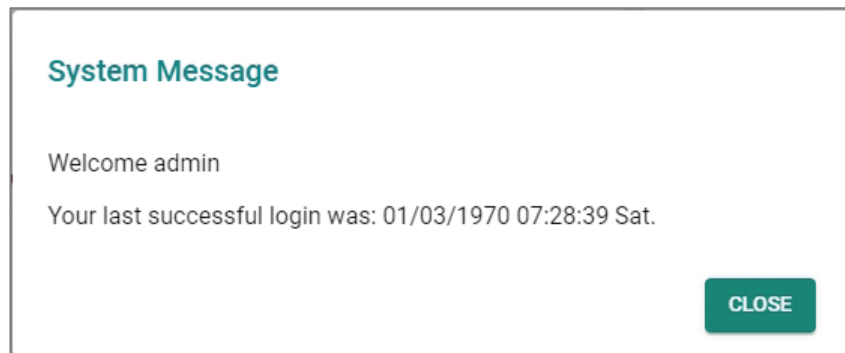 System Message
Welcome admin
Your last successful login was: 01/03/1970 07:28:39 Sat.
CLOSE